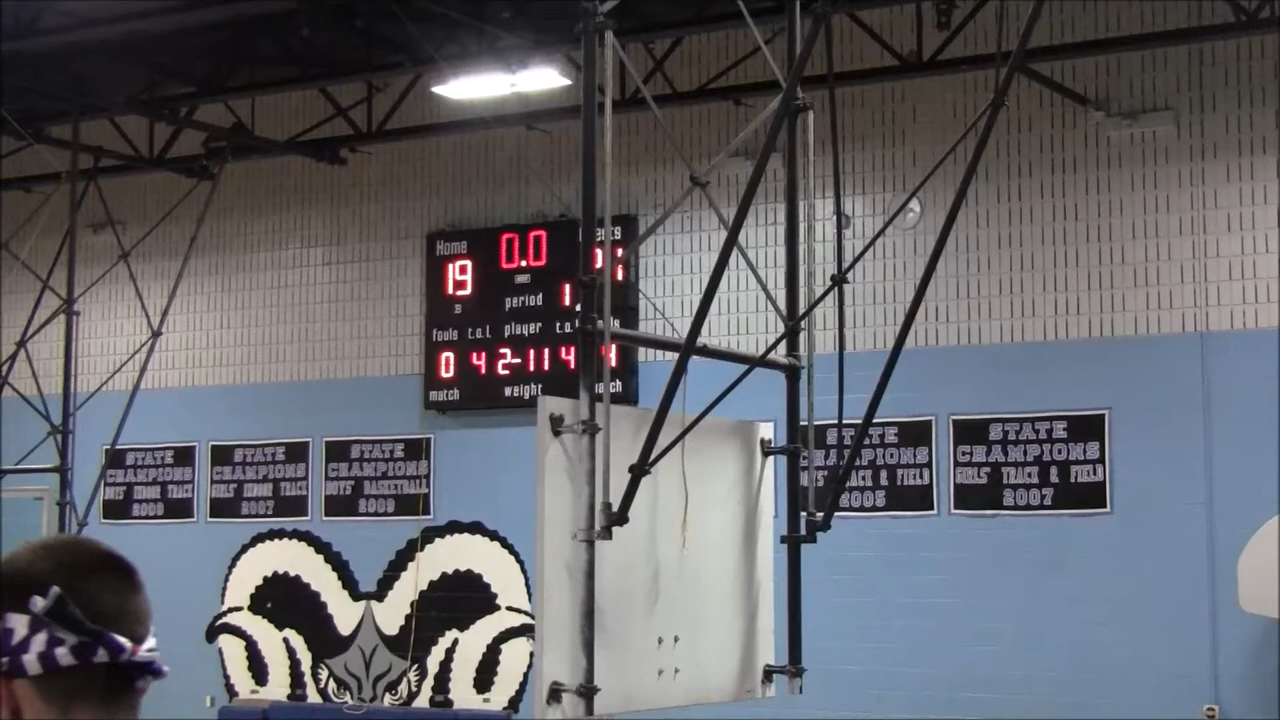 Home 0.0
19
period 1
fouls t.o.l player
0 4 2-11 4 4
match weight
STATE
CHAMPIONS
BOYS' INDOOR TRACK
STATE
CHAMPIONS
GIRLS' INDOOR TRACK
2007
STATE
CHAMPIONS
BOYS' BASKETBALL
2009
STATE
CHAMPIONS
BOYS' TRACK & FIELD
2005
STATE
CHAMPIONS
GIRLS' TRACK & FIELD
2007